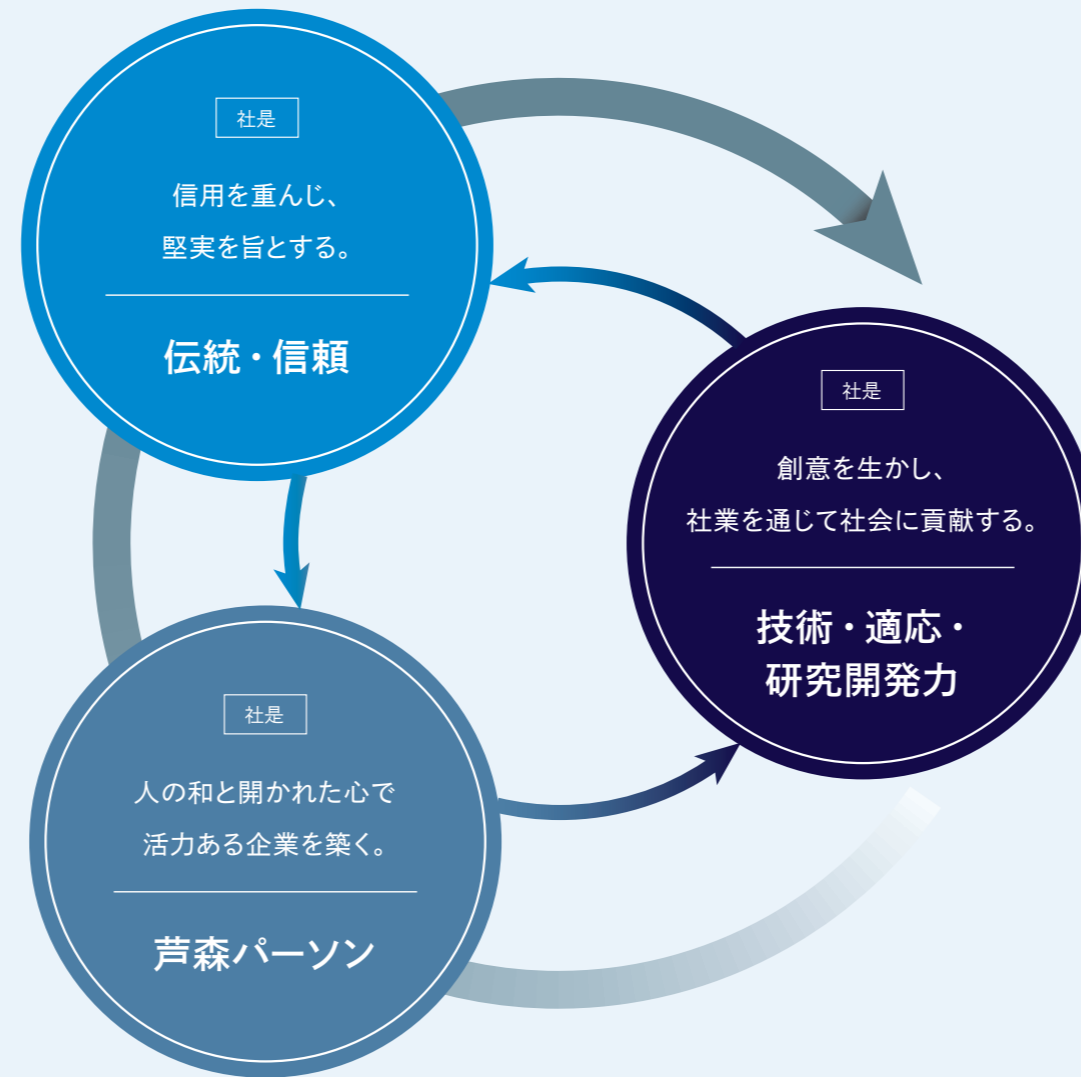 社是
信用を重んじ、
堅実を旨とする。
伝統・信頼
社是
創意を生かし、
社業を通じて社会に貢献する。
技術・適応・
研究開発力
社是
人の和と開かれた心で
活力ある企業を築く。
芦森パーソン